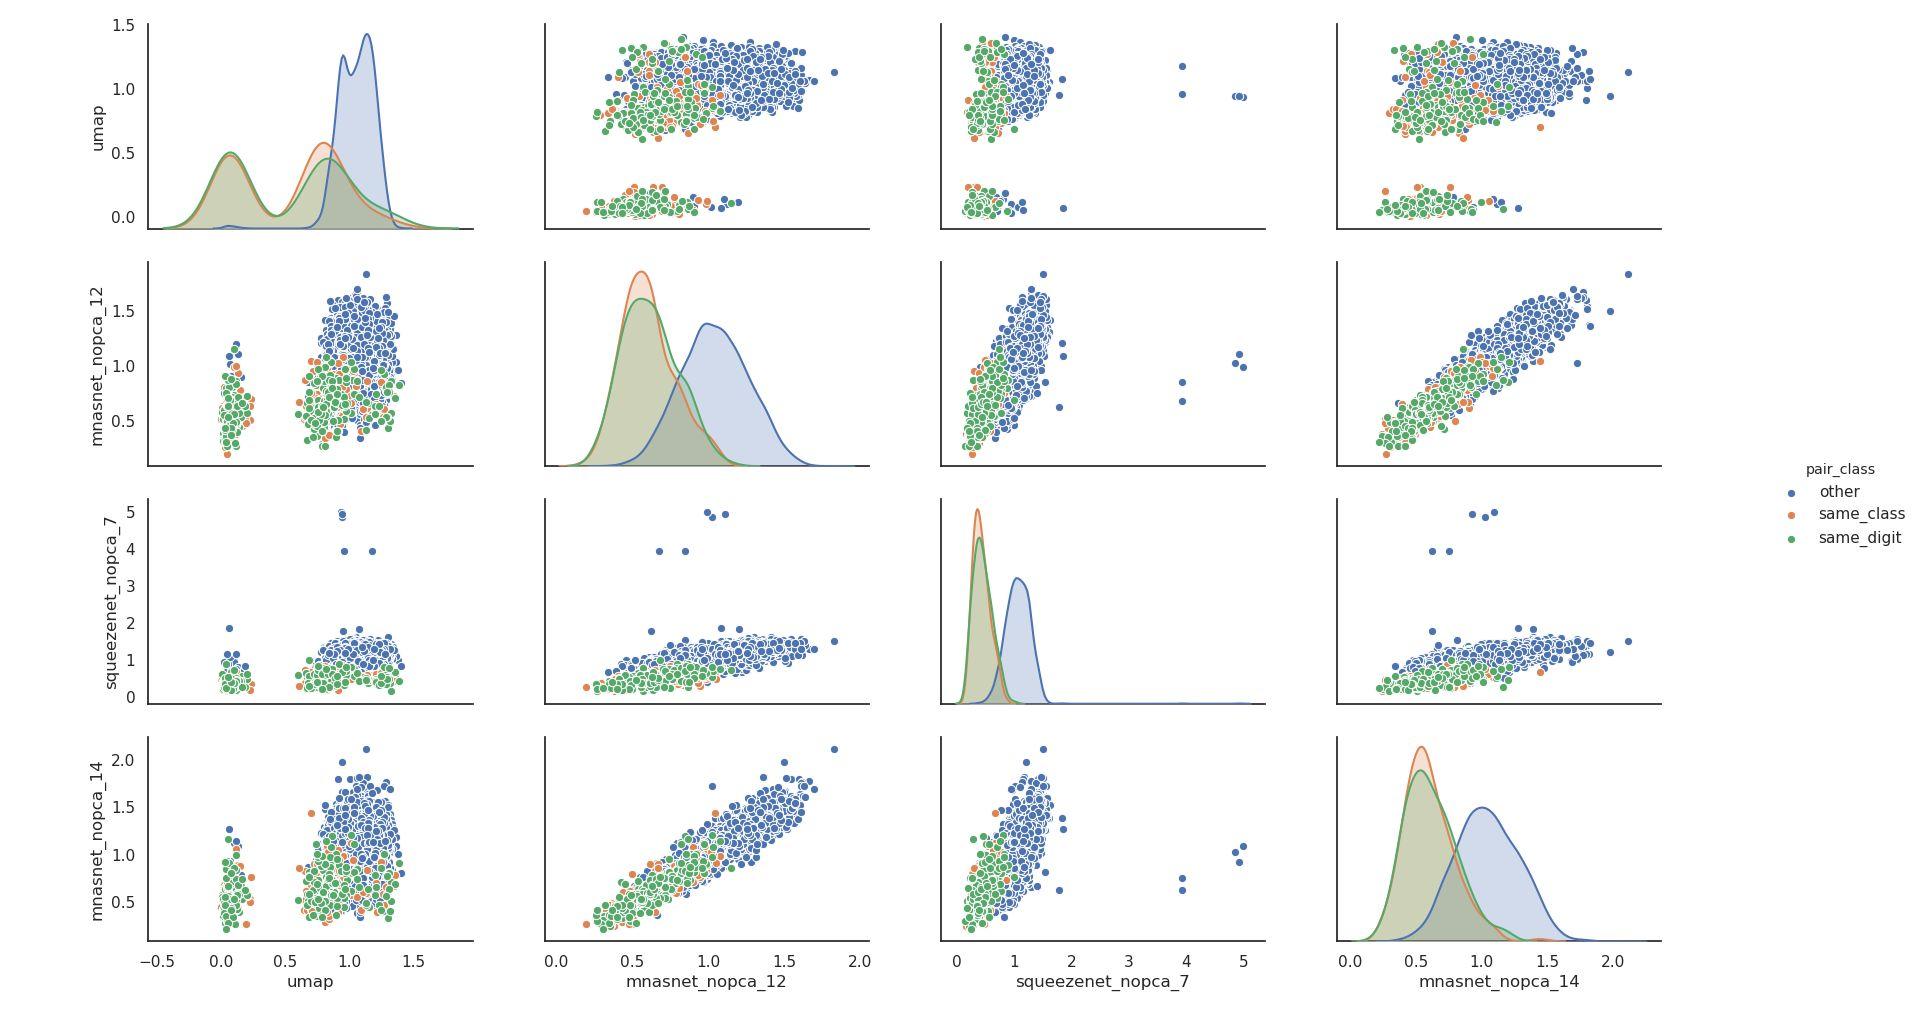 1.5
1.0
0.5
0.0
umap
1.5
1.0
0.5
mnasnet_nopca_12
5
4
3
2
1
0
squeezenet_nopca_7
2.0
1.5
1.0
0.5
mnasnet_nopca_14
−0.5 0.0 0.5 1.0 1.5
umap
0.0 0.5 1.0 1.5 2.0
mnasnet_nopca_12
0 1 2 3 4 5
squeezenet_nopca_7
0.0 0.5 1.0 1.5 2.0
mnasnet_nopca_14
pair_class
other
same_class
same_digit